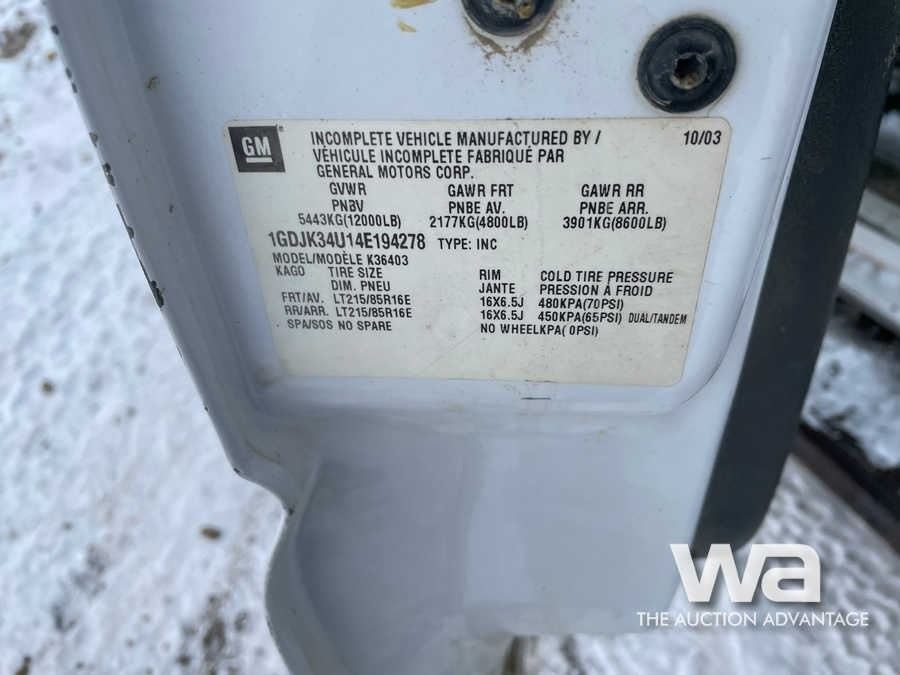 GM
INCOMPLETE VEHICLE MANUFACTURED BY / 10/03
VÉHICULE INCOMPLETE FABRIQUÉ PAR
GENERAL MOTORS CORP.
GVWR GAWR FRT GAWR RR
PNBV PNBE AV. PNBE ARR.
5443KG(12000LB) 2177KG(4800LB) 3901KG(8600LB)
1GDJK34U14E194278 TYPE: INC
MODEL/MODÈLE K36403
KAGO TIRE SIZE RIM COLD TIRE PRESSURE
DIM. PNEU JANTE PRESSION A FROID
FRT/AV. LT215/85R16E 16X6.5J 480KPA(70PSI)
RR/ARR. LT215/85R16E 16X6.5J 450KPA(65PSI) DUAL/TANDEM
SPA/SOS NO SPARE NO WHEELKPA( 0PSI)
wa
THE AUCTION ADVANTAGE